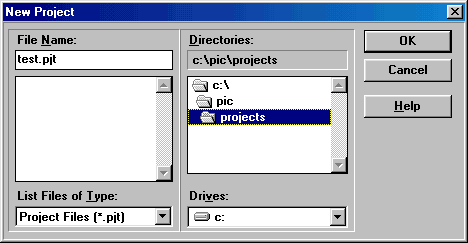 New Project
File Name:
test.pjt
List Files of Type:
Project Files (*.pjt)
Directories:
c:\pic\projects
c:\
pic
projects
Drives:
c:
OK
Cancel
Help